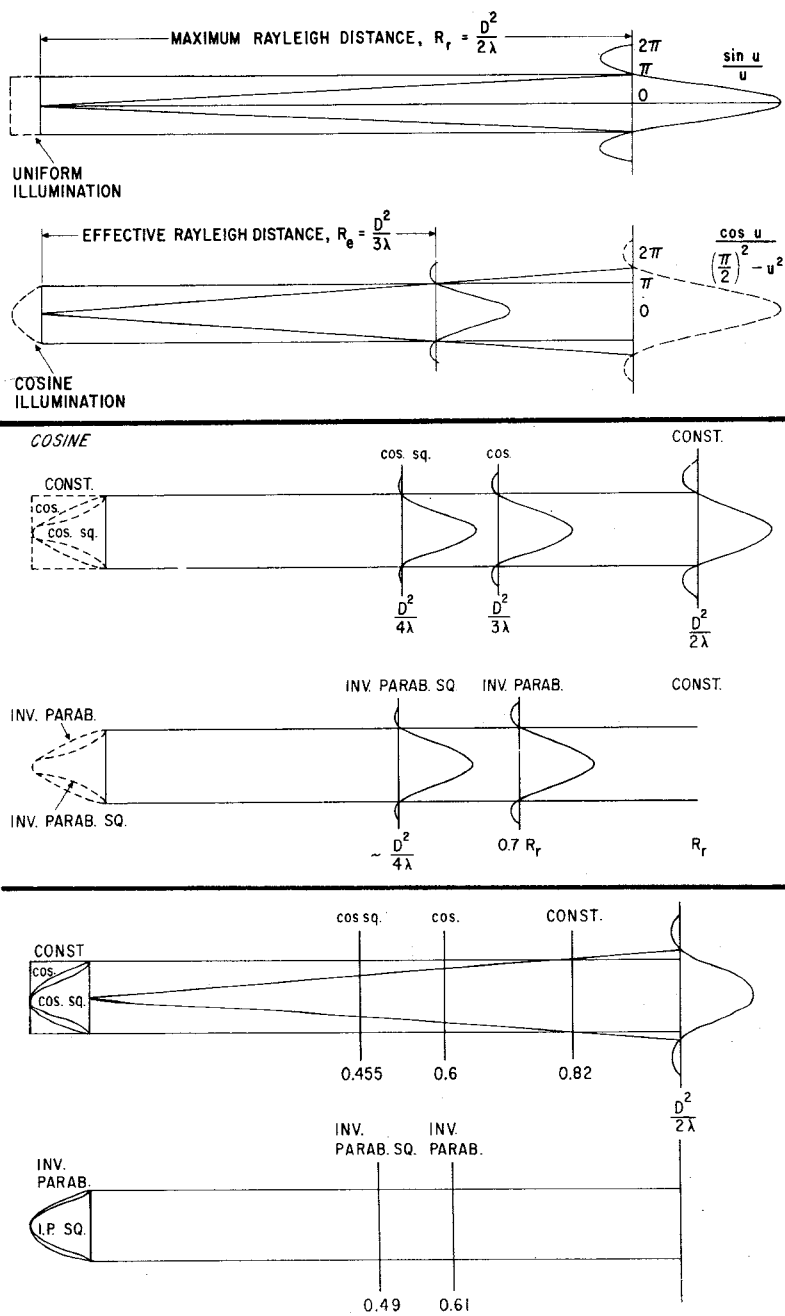 MAXIMUM RAYLEIGH DISTANCE, R_r = D²/2λ
2π
π
0
sin u / u
UNIFORM
ILLUMINATION
EFFECTIVE RAYLEIGH DISTANCE, R_e = D²/3λ
2π
π
0
cos u / (π/2)² – u²
COSINE
ILLUMINATION
COSINE
CONST.
cos.
cos. sq.
cos. sq.
cos.
CONST.
D²/4λ
D²/3λ
D²/2λ
INV. PARAB. SQ.
INV. PARAB.
CONST.
INV. PARAB.
INV. PARAB. SQ.
~ D²/4λ
0.7 R_r
R_r
cos sq.
cos.
CONST.
CONST
cos.
cos. sq.
0.455
0.6
0.82
D²/2λ
INV.
PARAB. SQ.
INV.
PARAB.
INV.
PARAB.
I.P. SQ.
0.49
0.61